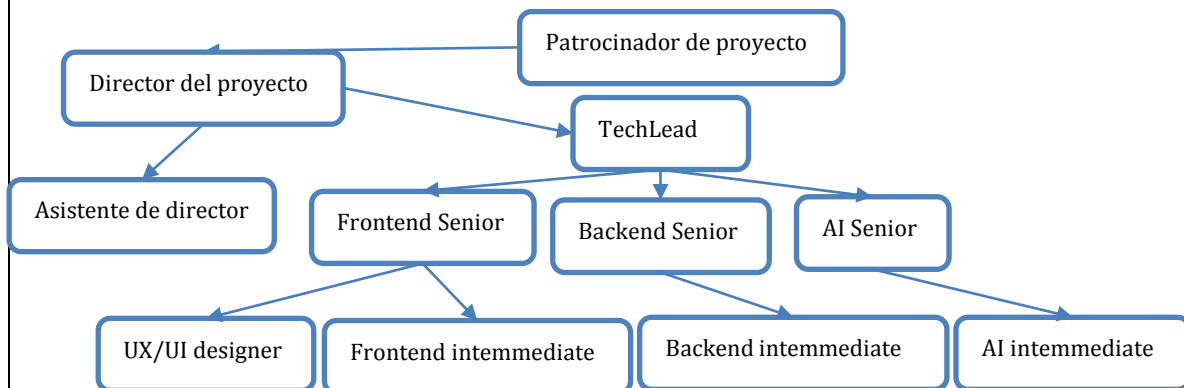 Patrocinador de proyecto
Director del proyecto
TechLead
Asistente de director
Frontend Senior
Backend Senior
AI Senior
UX/UI designer
Frontend intemmediate
Backend intemmediate
AI intemmediate